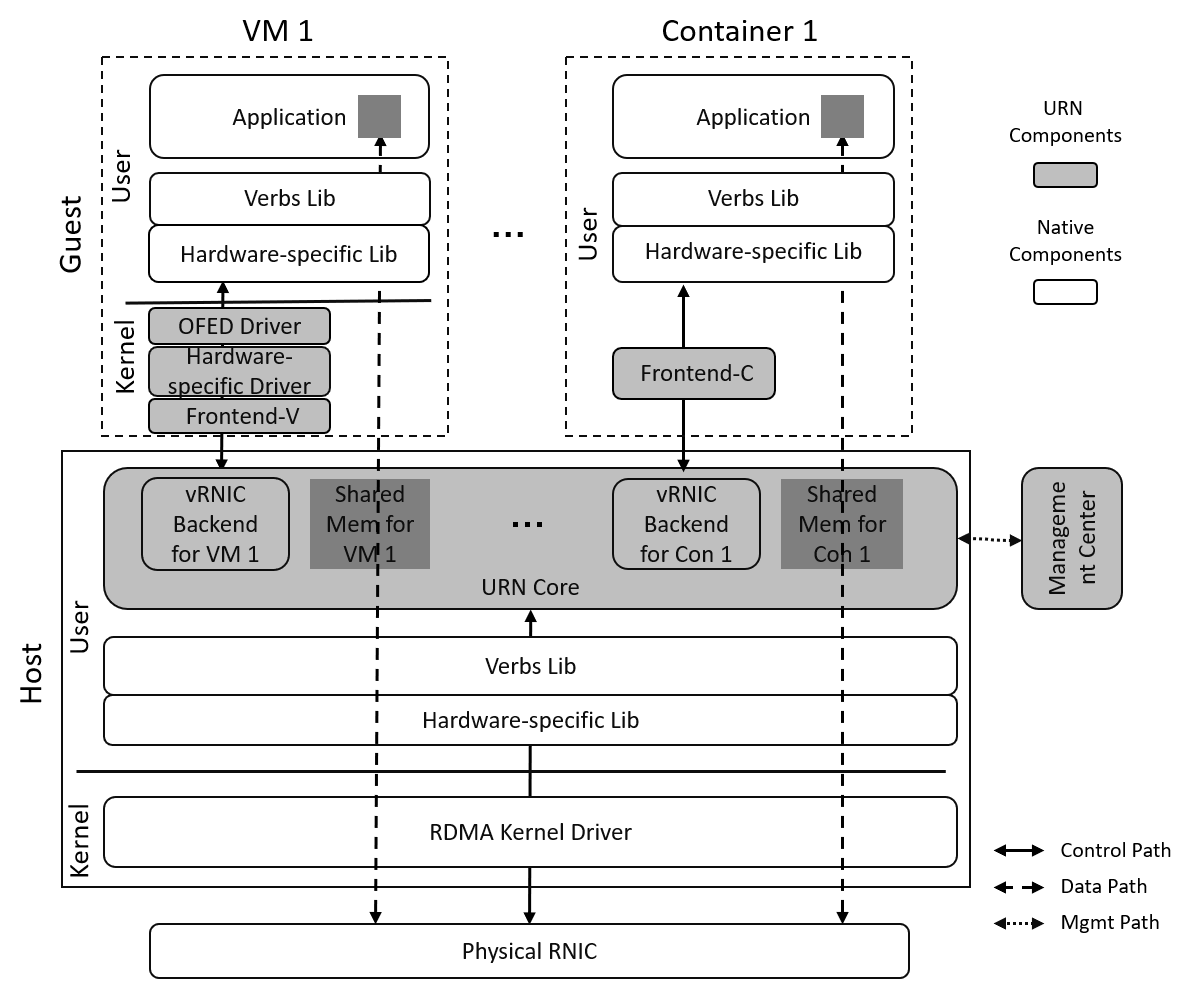 VM 1
Container 1
Guest
User
Application
Verbs Lib
Hardware-specific Lib
Kernel
OFED Driver
Hardware-
specific Driver
Frontend-V
...
User
Application
Verbs Lib
Hardware-specific Lib
Frontend-C
URN
Components
Native
Components
Host
User
vRNIC
Backend
for VM 1
Shared
Mem for
VM 1
...
vRNIC
Backend
for Con 1
Shared
Mem for
Con 1
URN Core
Manageme
nt Center
Verbs Lib
Hardware-specific Lib
Kernel
RDMA Kernel Driver
Physical RNIC
Control Path
Data Path
Mgmt Path